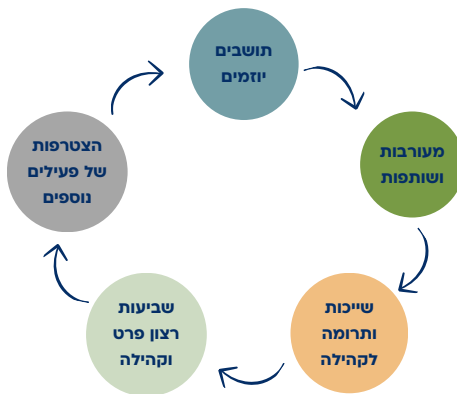 תושבים
יוזמים
מעורבות
ושותפות
שייכות
ותרומה
לקהילה
שביעות
רצון פרט
וקהילה
הצטרפות
של פעילים
נוספים